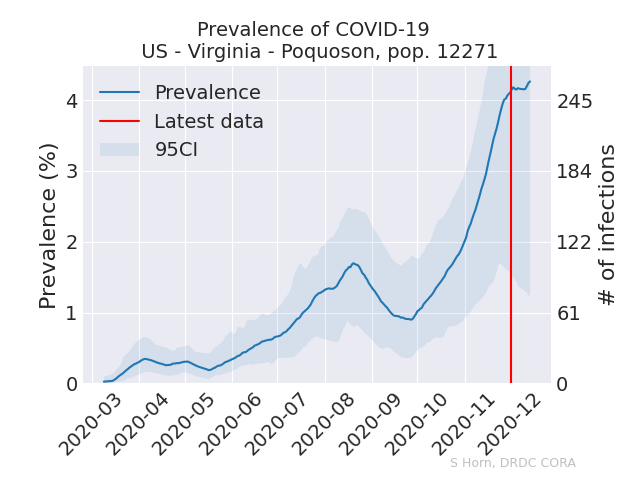 Prevalence of COVID-19
US - Virginia - Poquoson, pop. 12271
Prevalence
Latest data
95CI
Prevalence (%)
4
3
2
1
0
245
184
122
61
0
# of infections
2020-03
2020-04
2020-05
2020-06
2020-07
2020-08
2020-09
2020-10
2020-11
2020-12
S Horn, DRDC CORA